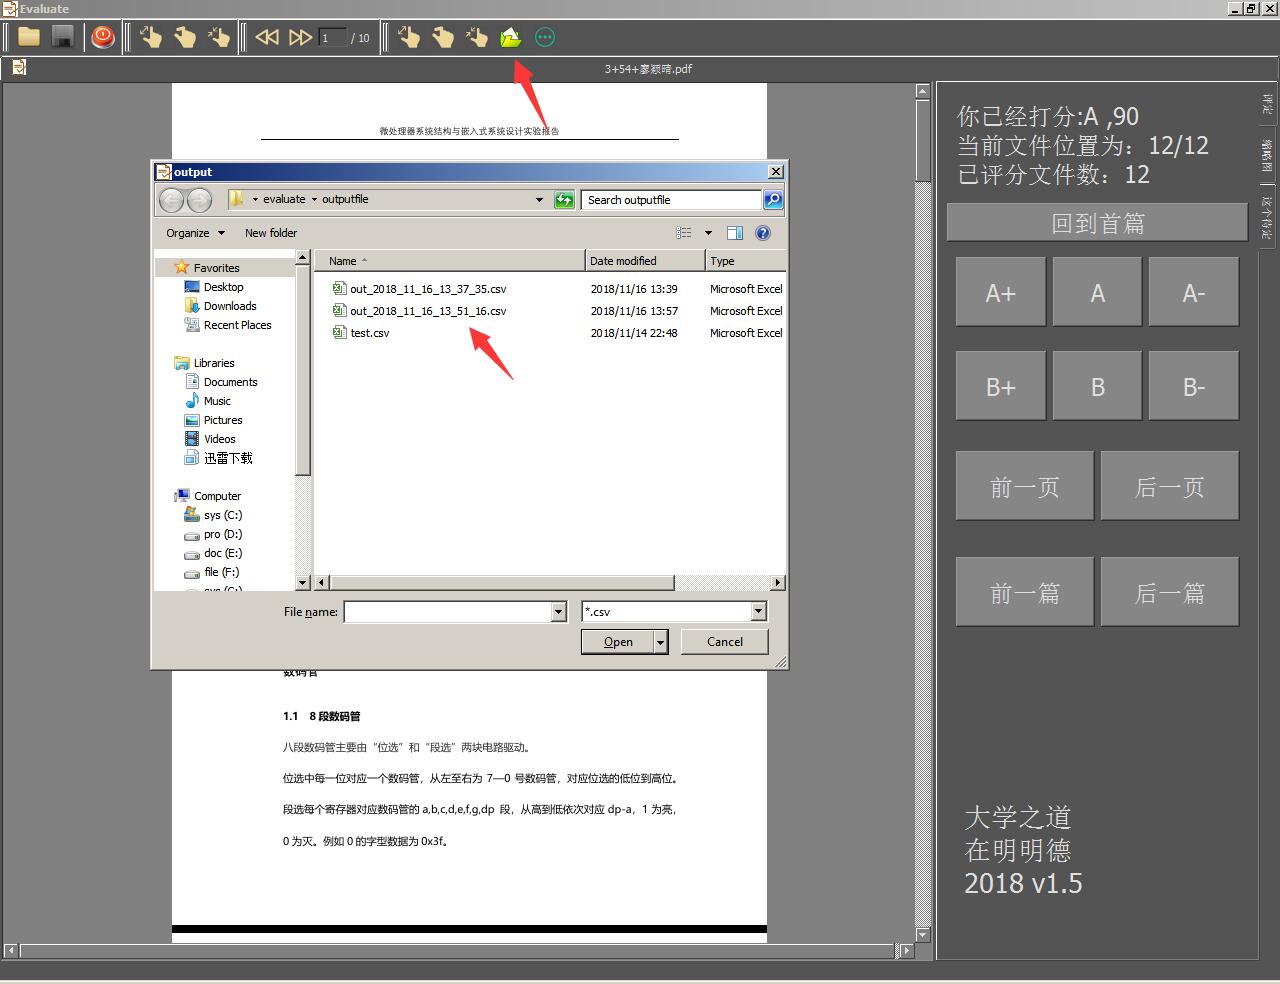 Evaluate
1 / 10
3+54+廖颖晴.pdf
微处理器系统结构与嵌入式系统设计实验报告
output
evaluate outputfile
Search outputfile
Organize New folder
Name Date modified Type
Favorites
Desktop
Downloads
Recent Places
Libraries
Documents
Music
Pictures
Videos
迅雷下载
Computer
sys (C:)
pro (D:)
doc (E:)
file (F:)
out_2018_11_16_13_37_35.csv 2018/11/16 13:39 Microsoft Excel
out_2018_11_16_13_51_16.csv 2018/11/16 13:57 Microsoft Excel
test.csv 2018/11/14 22:48 Microsoft Excel
File name: *.csv
Open Cancel
数码管
1.1 8 段数码管
八段数码管主要由“位选”和“段选”两块电路驱动。
位选中每一位对应一个数码管，从左至右为 7—0 号数码管，对应位选的低位到高位。
段选每个寄存器对应数码管的 a,b,c,d,e,f,g,dp 段，从高到低依次对应 dp-a，1 为亮，
0 为灭。例如 0 的字型数据为 0x3f。
你已经打分:A ,90
当前文件位置为：12/12
已评分文件数：12
回到首篇
A+ A A-
B+ B B-
前一页 后一页
前一篇 后一篇
大学之道
在明明德
2018 v1.5
评定
缩略图
这个待定